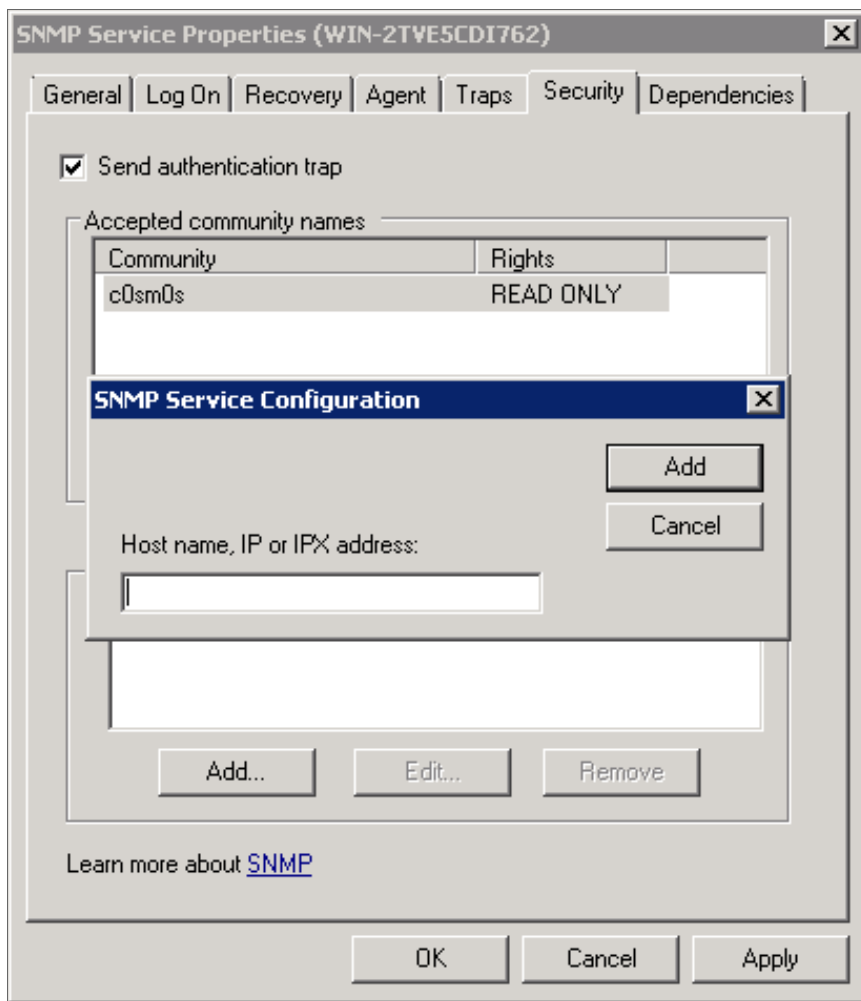 SNMP Service Properties (WIN-2TVE5CDI762)
General Log On Recovery Agent Traps Security Dependencies
Send authentication trap
Accepted community names
Community Rights
c0sm0s READ ONLY
SNMP Service Configuration
Add
Cancel
Host name, IP or IPX address:
Add... Edit... Remove
Learn more about SNMP
OK Cancel Apply